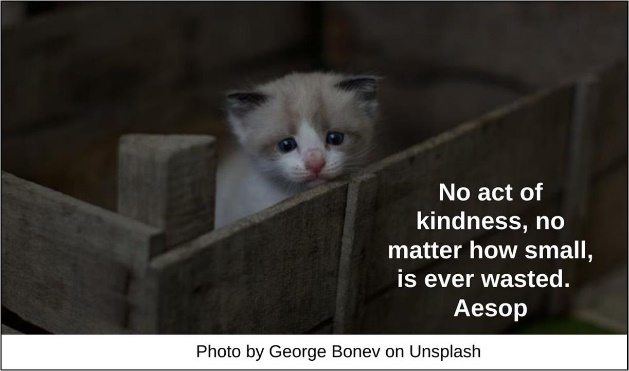 No act of
kindness, no
matter how small,
is ever wasted.
Aesop
Photo by George Bonev on Unsplash